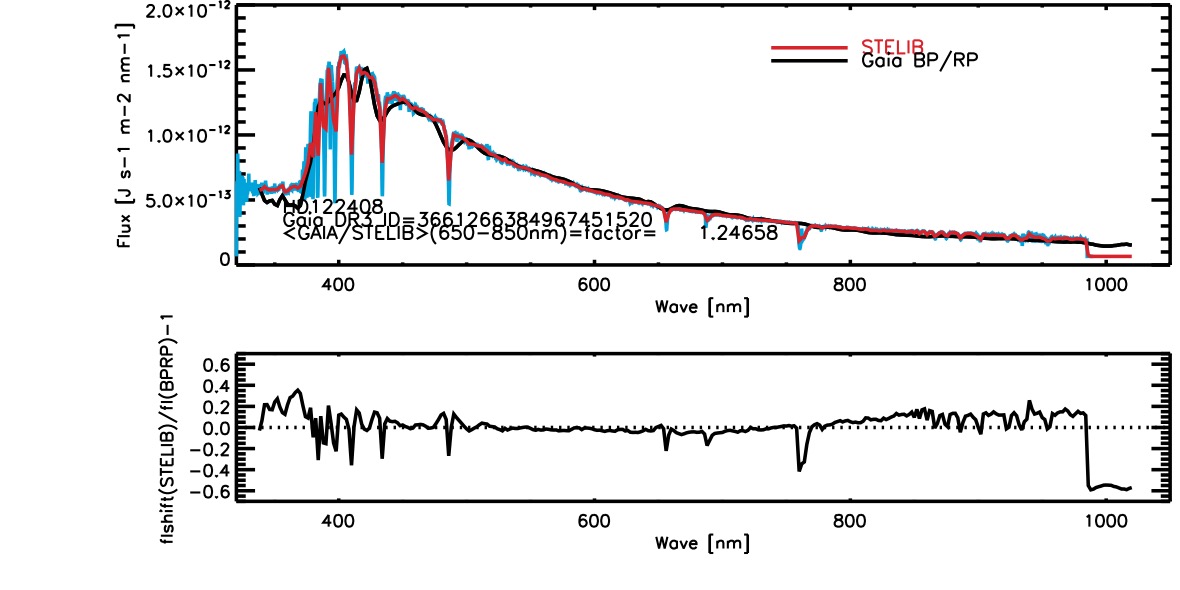 2.0×10−12
1.5×10−12
1.0×10−12
5.0×10−13
0
Flux [J s−1 m−2 nm−1]
STELIB
Gaia BP/RP
HD122408
Gaia DR3 ID=3661266384967451520
<GAIA/STELIB>(650−850nm)=factor= 1.24658
400 600 800 1000
Wave [nm]
flshift(STELIB)/fl(BPRP)−1
0.6
0.4
0.2
0.0
−0.2
−0.4
−0.6
400 600 800 1000
Wave [nm]